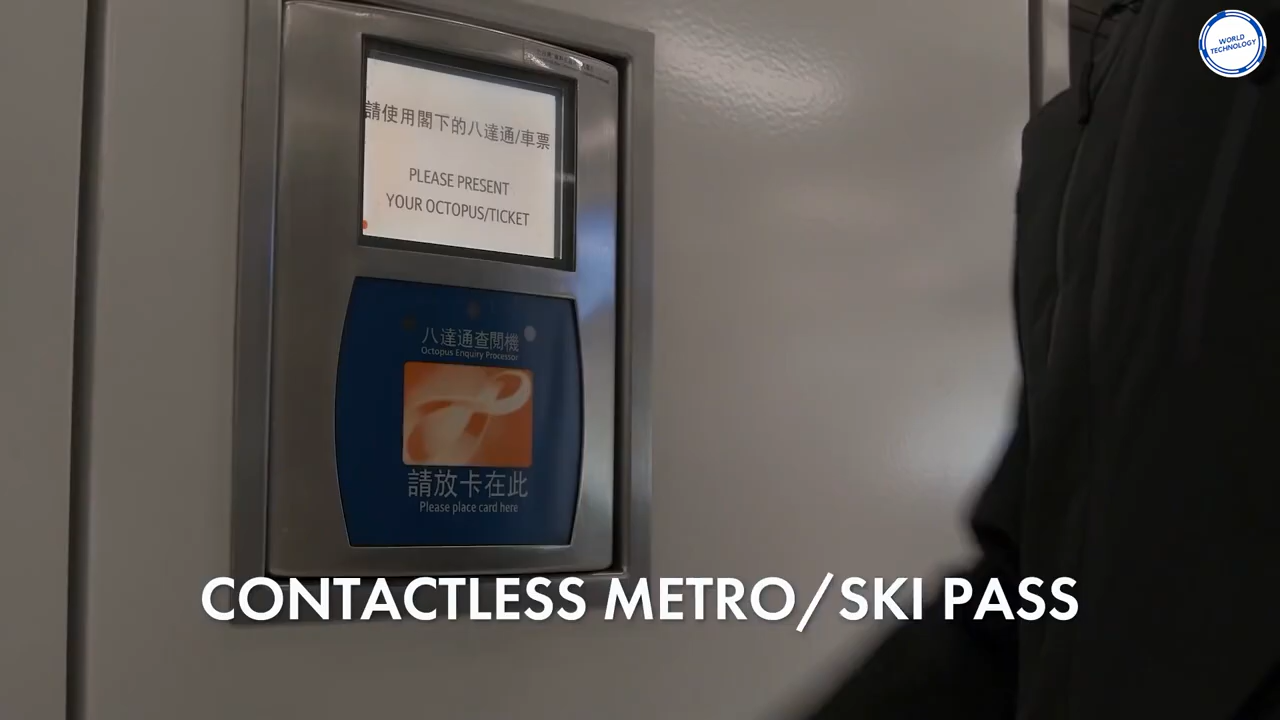 WORLD
TECHNOLOGY
請使用閣下的八達通/車票
PLEASE PRESENT
YOUR OCTOPUS/TICKET
八達通查閱機
Octopus Enquiry Processor
請放卡在此
Please place card here
CONTACTLESS METRO/SKI PASS